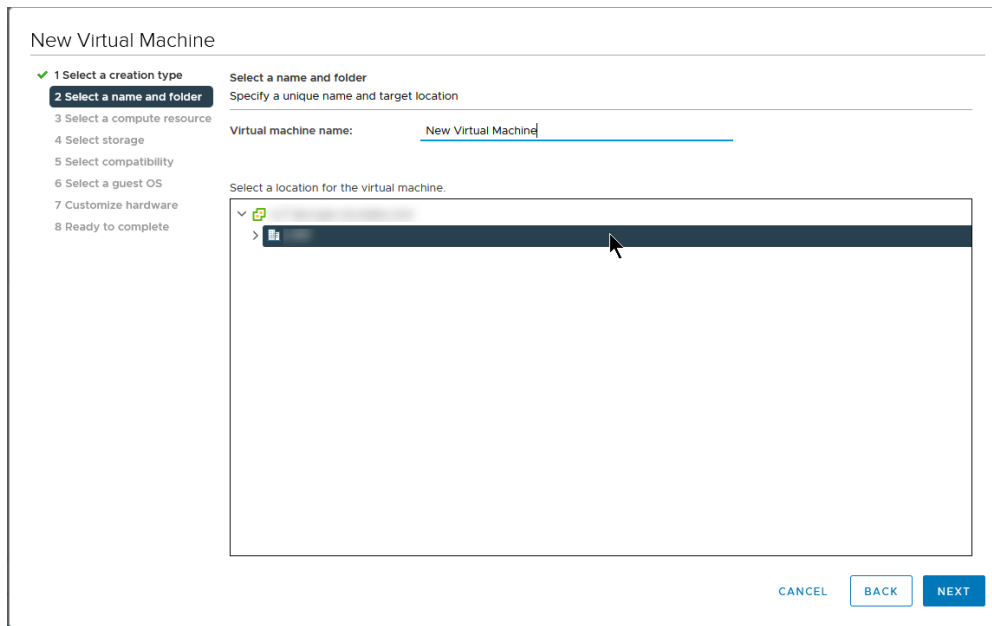 New Virtual Machine
1 Select a creation type
2 Select a name and folder
3 Select a compute resource
4 Select storage
5 Select compatibility
6 Select a guest OS
7 Customize hardware
8 Ready to complete
Select a name and folder
Specify a unique name and target location
Virtual machine name: New Virtual Machine
Select a location for the virtual machine.
CANCEL BACK NEXT